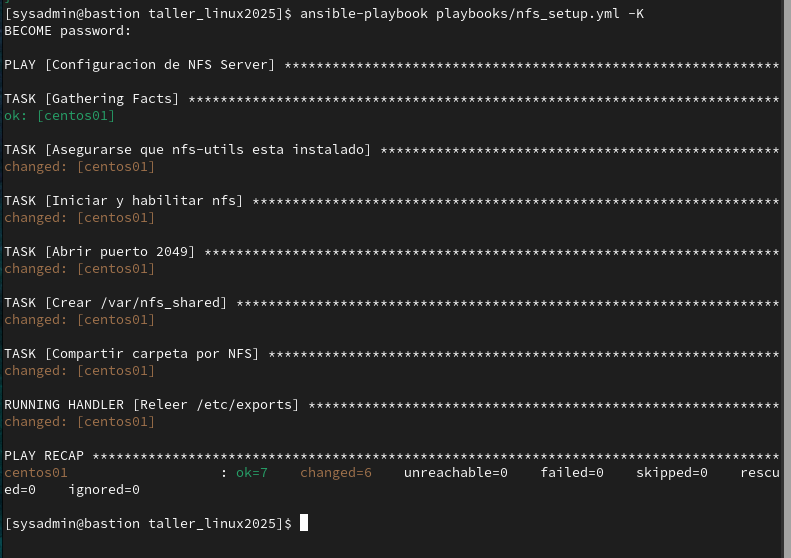 [sysadmin@bastion taller_linux2025]$ ansible-playbook playbooks/nfs_setup.yml -K
BECOME password:
PLAY [Configuracion de NFS Server] **************************************************************
TASK [Gathering Facts] **************************************************************************
ok: [centos01]
TASK [Asegurarse que nfs-utils esta instalado] **************************************************
changed: [centos01]
TASK [Iniciar y habilitar nfs] ******************************************************************
changed: [centos01]
TASK [Abrir puerto 2049] ************************************************************************
changed: [centos01]
TASK [Crear /var/nfs_shared] ********************************************************************
changed: [centos01]
TASK [Compartir carpeta por NFS] ****************************************************************
changed: [centos01]
RUNNING HANDLER [Releer /etc/exports] ***********************************************************
changed: [centos01]
PLAY RECAP **************************************************************************************
centos01                   : ok=7    changed=6    unreachable=0    failed=0    skipped=0    rescu
ed=0    ignored=0
[sysadmin@bastion taller_linux2025]$